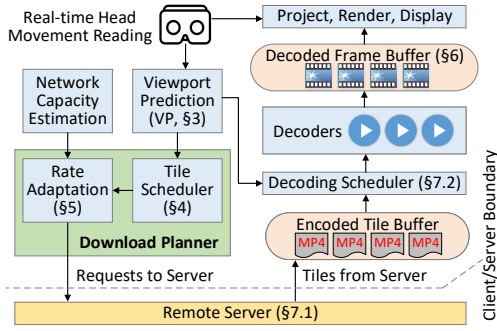 Real-time Head
Movement Reading
Project, Render, Display
Decoded Frame Buffer (§6)
Network
Capacity
Estimation
Viewport
Prediction
(VP, §3)
Decoders
Rate
Adaptation
(§5)
Tile
Scheduler
(§4)
Download Planner
Decoding Scheduler (§7.2)
Encoded Tile Buffer
MP4 MP4 MP4 MP4
Requests to Server
Tiles from Server
Remote Server (§7.1)
Client/Server Boundary